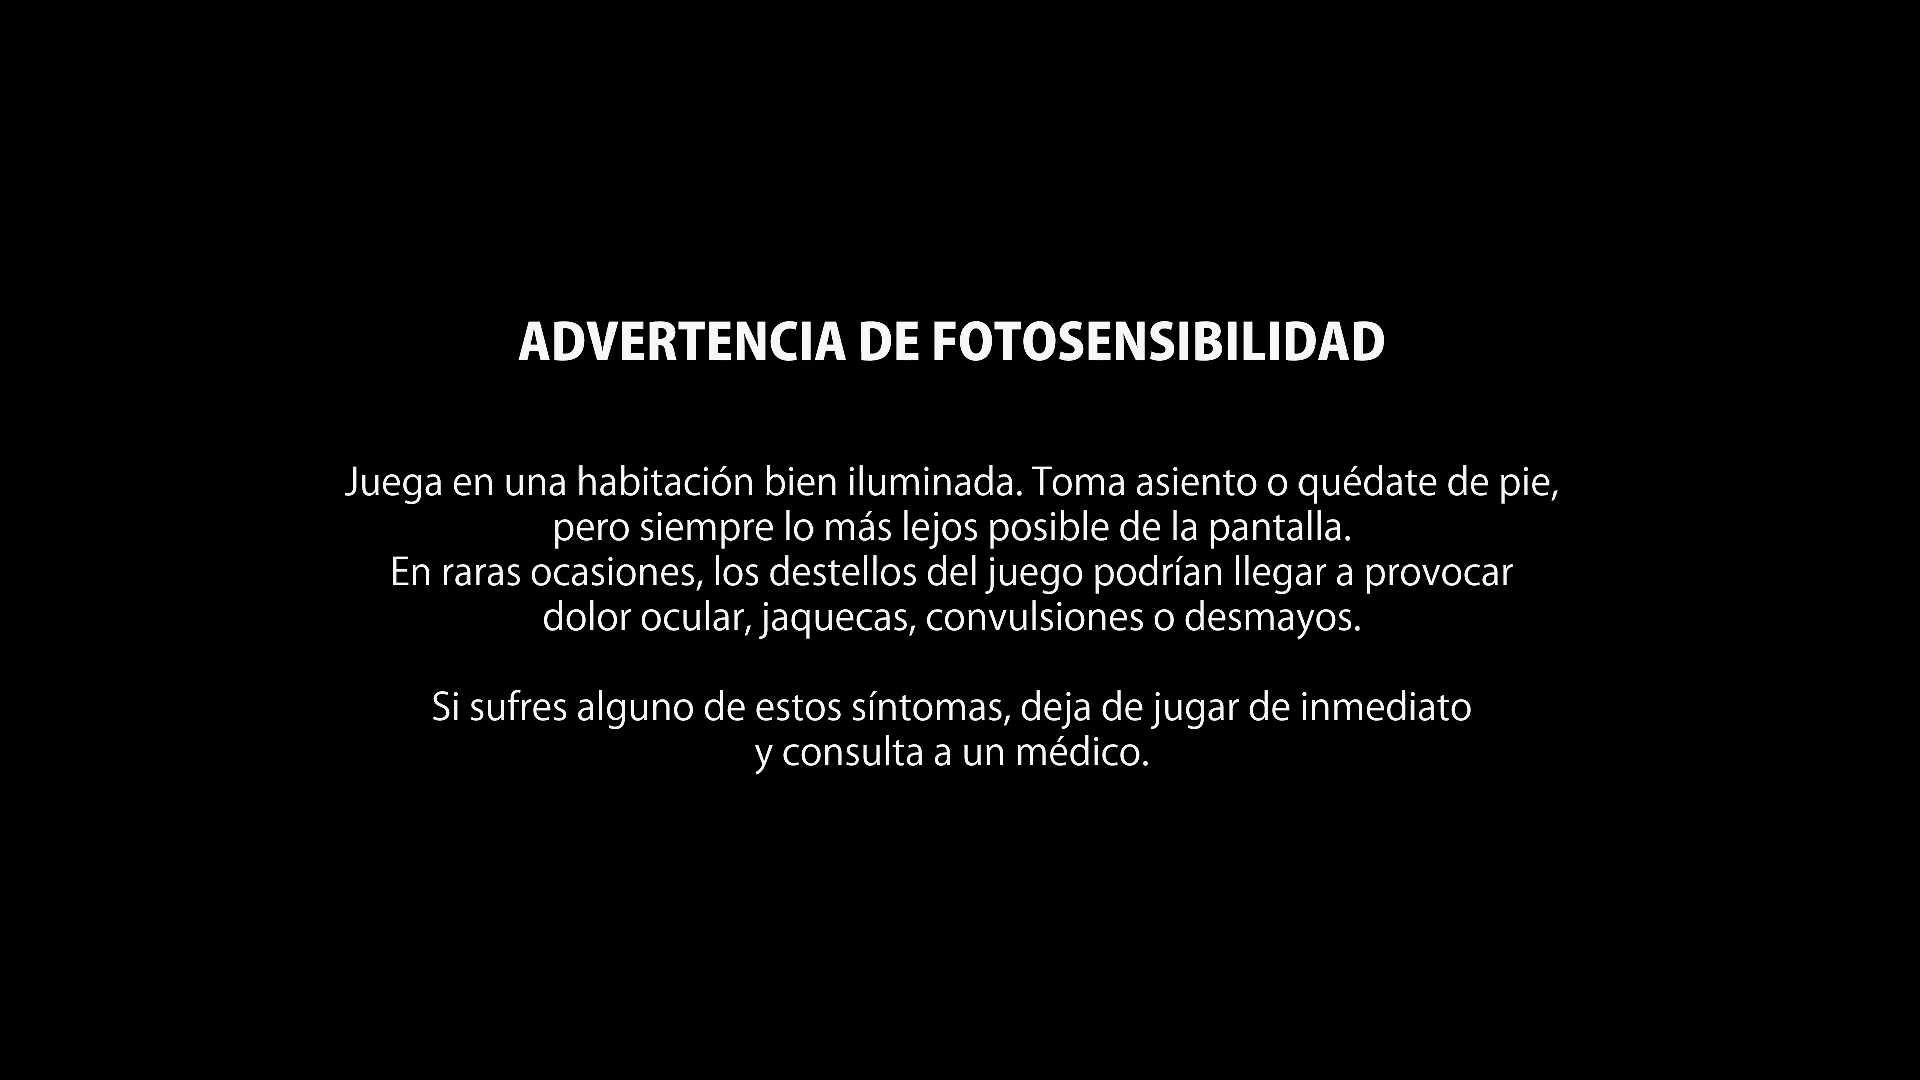 ADVERTENCIA DE FOTOSENSIBILIDAD
Juega en una habitación bien iluminada. Toma asiento o quédate de pie,
pero siempre lo más lejos posible de la pantalla.
En raras ocasiones, los destellos del juego podrían llegar a provocar
dolor ocular, jaquecas, convulsiones o desmayos.
Si sufres alguno de estos síntomas, deja de jugar de inmediato
y consulta a un médico.